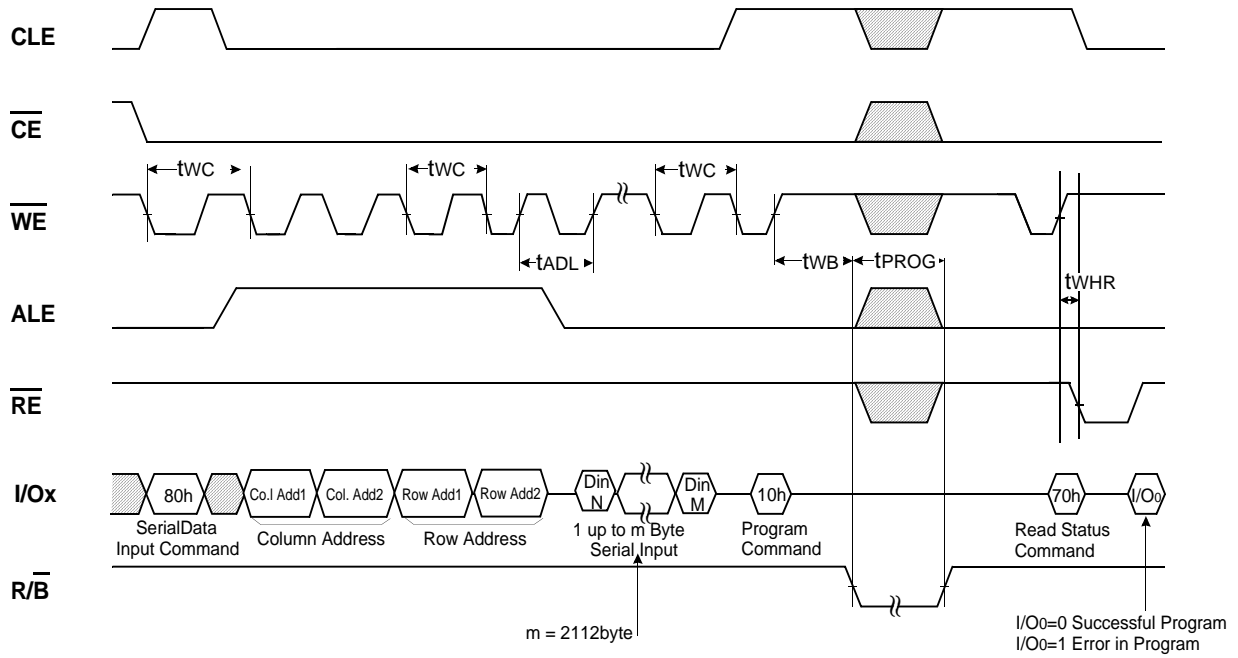 CLE
CE
tWC
tWC
tWC
WE
tADL
tWB
tPROG
tWHR
ALE
RE
I/Ox
80h
Co.l Add1
Col. Add2
Row Add1
Row Add2
Din
N
Din
M
10h
70h
I/O0
SerialData
Input Command
Column Address
Row Address
1 up to m Byte
Serial Input
Program
Command
Read Status
Command
R/B
m = 2112byte
I/O0=0 Successful Program
I/O0=1 Error in Program